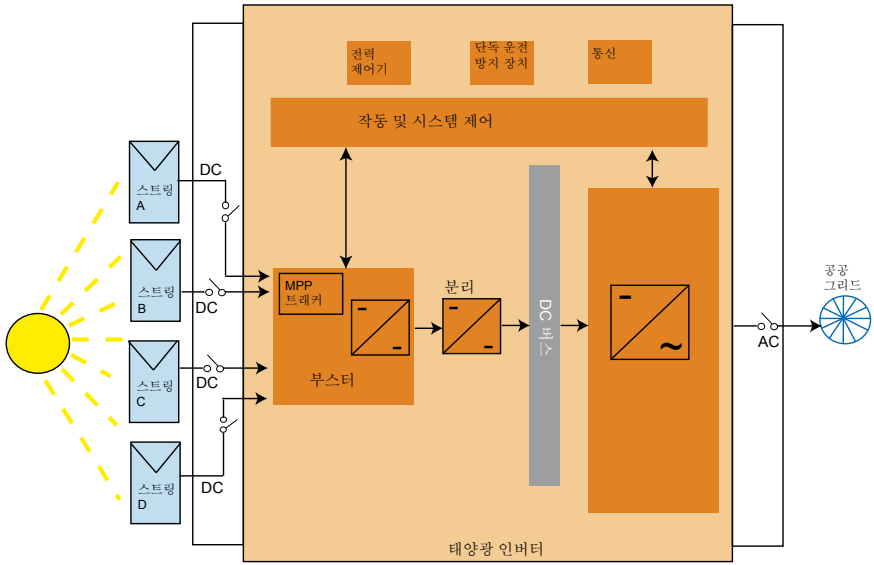 전력
제어기
단독 운전
방지 장치
통신
작동 및 시스템 제어
스트링
A
DC
스트링
B
DC
스트링
C
DC
스트링
D
DC
MPP
트래커
부스터
분리
DC 버스
공공
그리드
AC
태양광 인버터